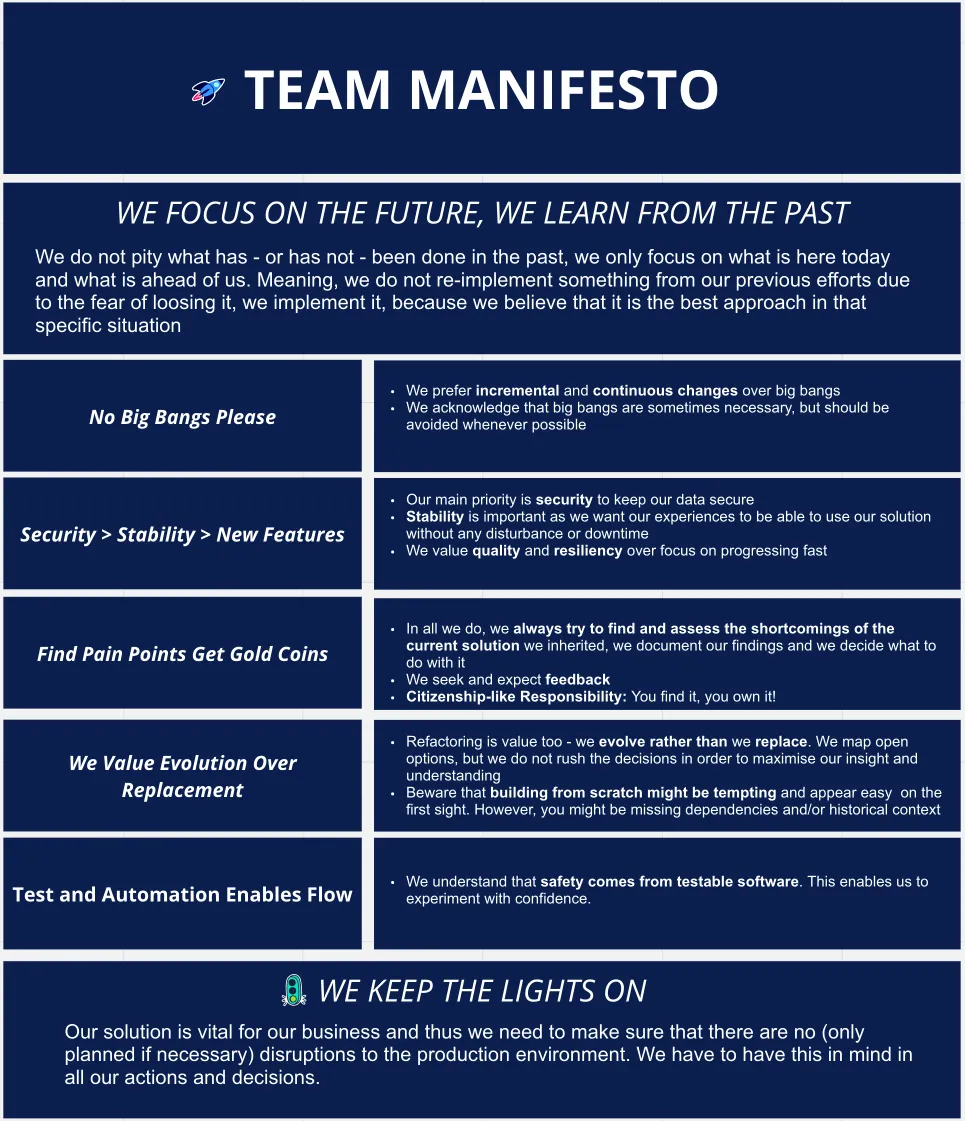 TEAM MANIFESTO
WE FOCUS ON THE FUTURE, WE LEARN FROM THE PAST
We do not pity what has - or has not - been done in the past, we only focus on what is here today
and what is ahead of us. Meaning, we do not re-implement something from our previous efforts due
to the fear of loosing it, we implement it, because we believe that it is the best approach in that
specific situation
No Big Bangs Please
• We prefer incremental and continuous changes over big bangs
• We acknowledge that big bangs are sometimes necessary, but should be
avoided whenever possible
Security > Stability > New Features
• Our main priority is security to keep our data secure
• Stability is important as we want our experiences to be able to use our solution
without any disturbance or downtime
• We value quality and resiliency over focus on progressing fast
Find Pain Points Get Gold Coins
• In all we do, we always try to find and assess the shortcomings of the
current solution we inherited, we document our findings and we decide what to
do with it
• We seek and expect feedback
• Citizenship-like Responsibility: You find it, you own it!
We Value Evolution Over
Replacement
• Refactoring is value too - we evolve rather than we replace. We map open
options, but we do not rush the decisions in order to maximise our insight and
understanding
• Beware that building from scratch might be tempting and appear easy  on the
first sight. However, you might be missing dependencies and/or historical context
Test and Automation Enables Flow
• We understand that safety comes from testable software. This enables us to
experiment with confidence.
WE KEEP THE LIGHTS ON
Our solution is vital for our business and thus we need to make sure that there are no (only
planned if necessary) disruptions to the production environment. We have to have this in mind in
all our actions and decisions.